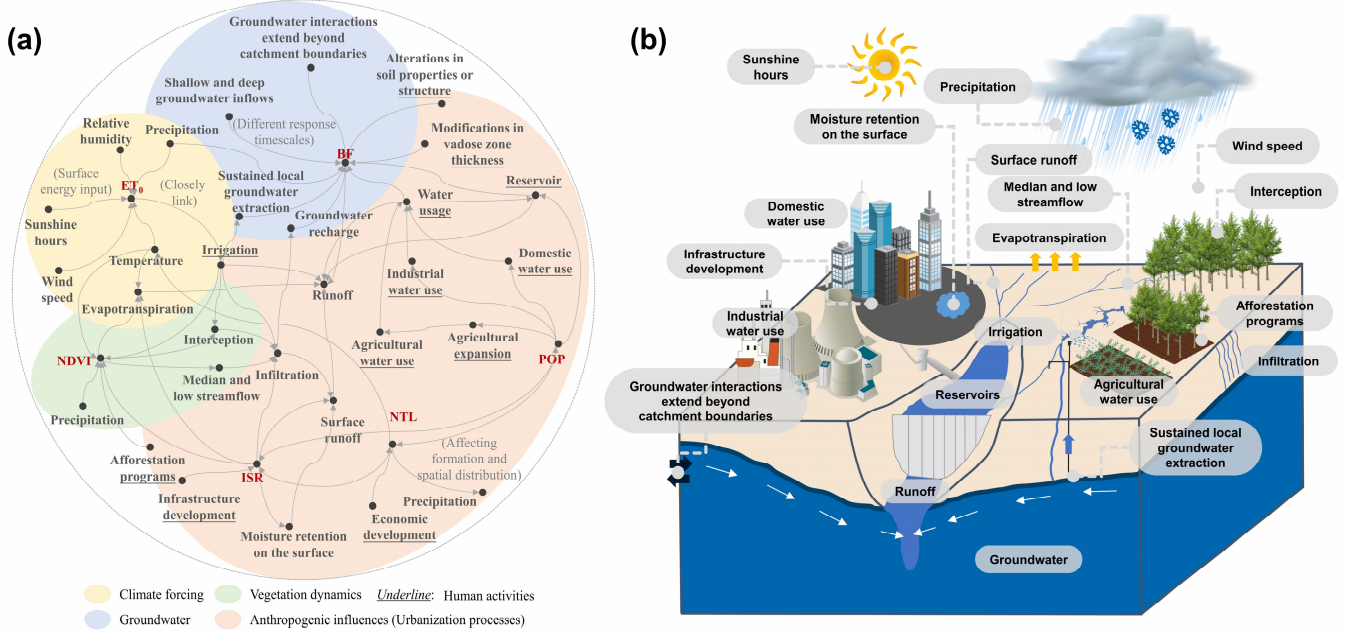 (a)
Groundwater interactions
extend beyond
catchment boundaries
Alterations in
soil properties or
structure
Shallow and deep
groundwater inflows
(Different response
timescales)
Modifications in
vadose zone
thickness
Relative
humidity
Precipitation
BF
(Surface
energy input)
ET0
(Closely
link)
Sustained local
groundwater
extraction
Reservoir
Water
usage
Sunshine
hours
Groundwater
recharge
Irrigation
Temperature
Domestic
water use
Wind
speed
Industrial
water use
Evapotranspiration
Runoff
Interception
Agricultural
water use
Agricultural
expansion
POP
NDVI
Infiltration
Median and
low streamflow
Precipitation
NTL
Surface
runoff
(Affecting
formation and
spatial distribution)
Afforestation
programs
ISR
Infrastructure
development
Precipitation
Economic
development
Moisture retention
on the surface
Climate forcing
Vegetation dynamics
Underline: Human activities
Groundwater
Anthropogenic influences (Urbanization processes)
(b)
Sunshine
hours
Precipitation
Moisture retention
on the surface
Surface runoff
Wind speed
Median and low
streamflow
Interception
Domestic
water use
Evapotranspiration
Infrastructure
development
Industrial
water use
Irrigation
Afforestation
programs
Infiltration
Groundwater interactions
extend beyond
catchment boundaries
Reservoirs
Agricultural
water use
Sustained local
groundwater
extraction
Runoff
Groundwater